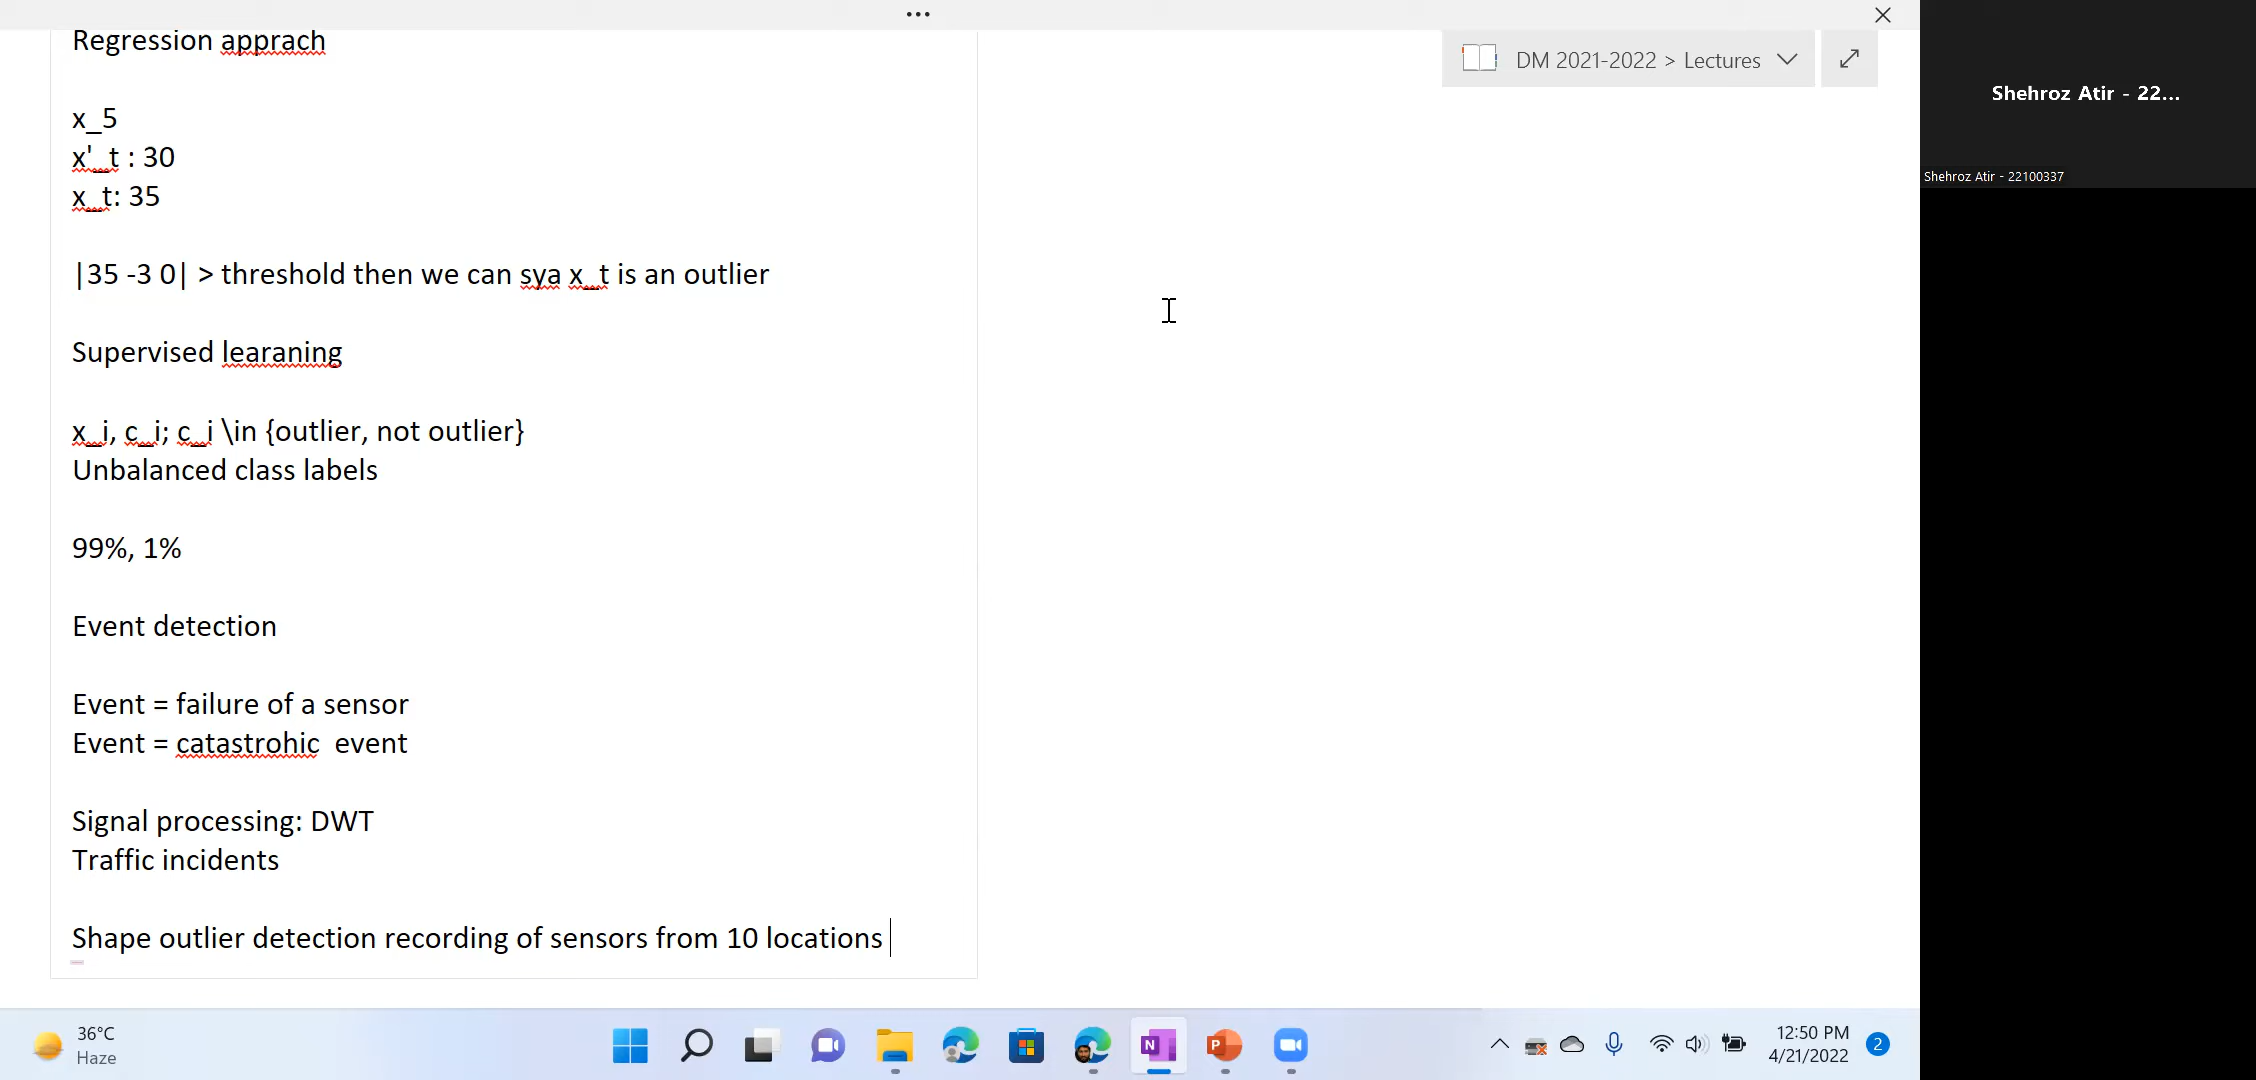 •••
Regression apprach
DM 2021-2022 > Lectures
Shehroz Atir - 22...
x_5
x'_t : 30
x_t: 35
Shehroz Atir - 22100337
|35 -3 0| > threshold then we can sya x_t is an outlier
Supervised learaning
x_i, c_i; c_i \in {outlier, not outlier}
Unbalanced class labels
99%, 1%
Event detection
Event = failure of a sensor
Event = catastrohic  event
Signal processing: DWT
Traffic incidents
Shape outlier detection recording of sensors from 10 locations
36°C
Haze
N
P
12:50 PM
4/21/2022
2